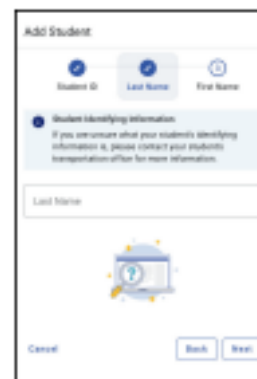 Add Student
Student ID
Last Name
First Name
Student Identifying Information
If you are unsure what your student's identifying
information is, please contact your student's
transportation office for more information.
Last Name
?
Cancel
Back
Next